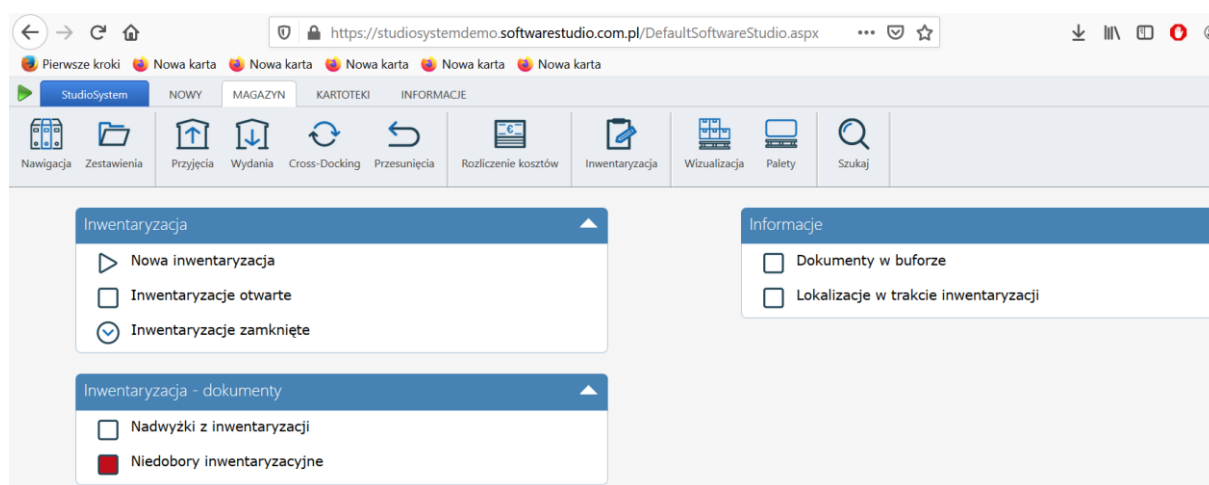 https://studiosystemdemo.softwarestudio.com.pl/DefaultSoftwareStudio.aspx
Pierwsze kroki Nowa karta Nowa karta Nowa karta Nowa karta Nowa karta
StudioSystem NOWY MAGAZYN KARTOTEKI INFORMACJE
Nawigacja Zestawienia Przyjęcia Wydania Cross-Docking Przesunięcia Rozliczenie kosztów Inwentaryzacja Wizualizacja Palety Szukaj
Inwentaryzacja
Nowa inwentaryzacja
Inwentaryzacje otwarte
Inwentaryzacje zamknięte
Inwentaryzacja - dokumenty
Nadwyżki z inwentaryzacji
Niedobory inwentaryzacyjne
Informacje
Dokumenty w buforze
Lokalizacje w trakcie inwentaryzacji